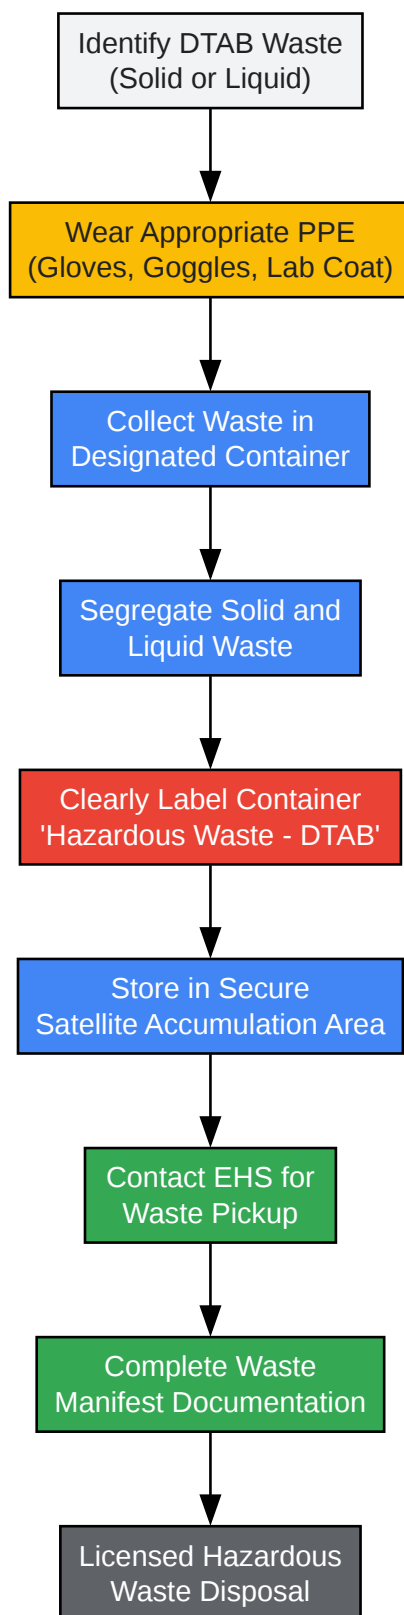 Identify DTAB Waste
(Solid or Liquid)
Wear Appropriate PPE
(Gloves, Goggles, Lab Coat)
Collect Waste in
Designated Container
Segregate Solid and
Liquid Waste
Clearly Label Container
'Hazardous Waste - DTAB'
Store in Secure
Satellite Accumulation Area
Contact EHS for
Waste Pickup
Complete Waste
Manifest Documentation
Licensed Hazardous
Waste Disposal